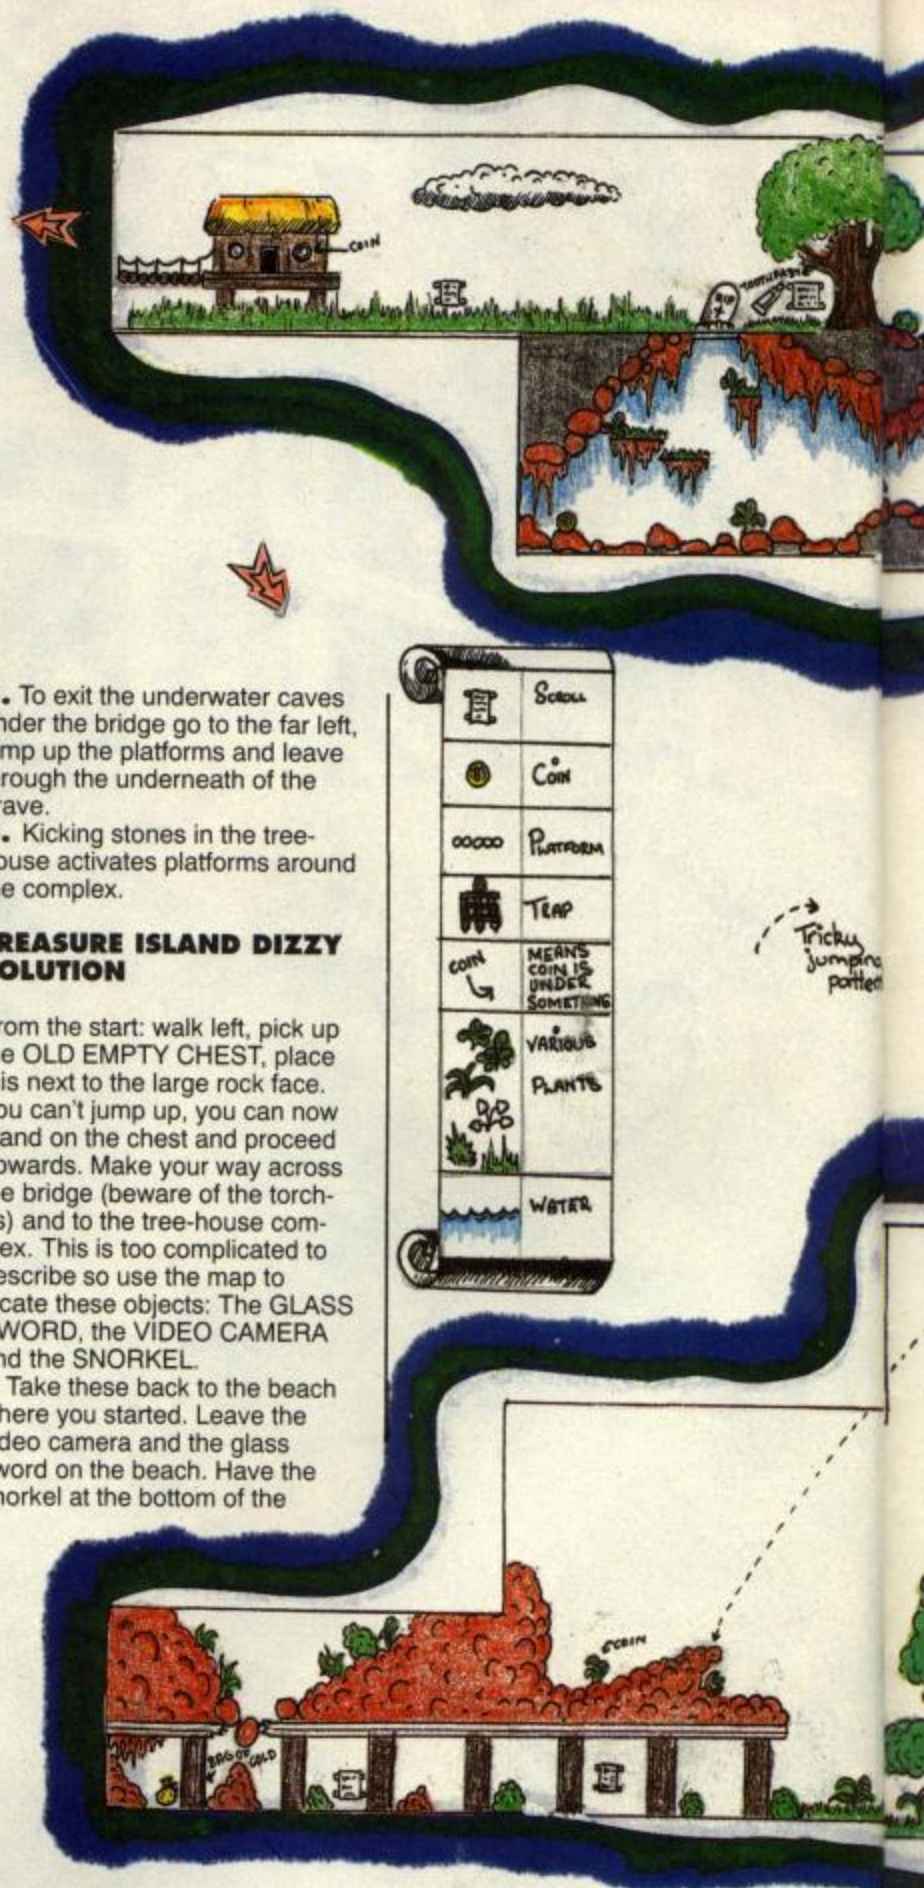 COIN
RIP
TOOTHPASTE
. To exit the underwater caves
nder the bridge go to the far left,
mp up the platforms and leave
rough the underneath of the
rave.
. Kicking stones in the tree-
ouse activates platforms around
e complex.
REASURE ISLAND DIZZY
OLUTION
rom the start: walk left, pick up
e OLD EMPTY CHEST, place
is next to the large rock face.
ou can't jump up, you can now
and on the chest and proceed
owards. Make your way across
e bridge (beware of the torch-
s) and to the tree-house com-
ex. This is too complicated to
escribe so use the map to
cate these objects: The GLASS
WORD, the VIDEO CAMERA
nd the SNORKEL.
Take these back to the beach
here you started. Leave the
deo camera and the glass
word on the beach. Have the
norkel at the bottom of the
SCROLL
COIN
PLATFORM
TRAP
COIN
MEANS
COIN IS
UNDER
SOMETHING
VARIOUS
PLANTS
WATER
Tricky
jumping
patter
COIN
BAG OF GOLD